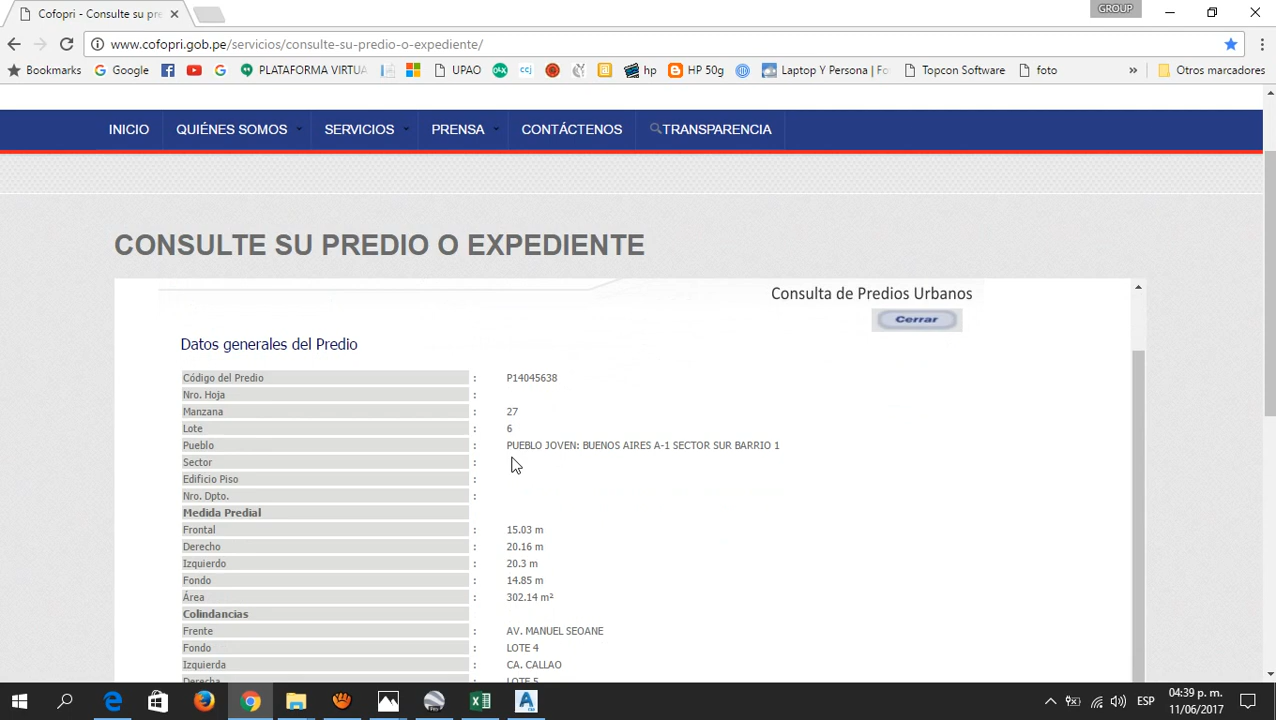 Cofopri - Consulte su pre
GROUP
www.cofopri.gob.pe/servicios/consulte-su-predio-o-expediente/
Bookmarks Google PLATAFORMA VIRTUA UPAO ccj hp HP 50g Laptop Y Persona | Fo Topcon Software foto » Otros marcadores
INICIO QUIÉNES SOMOS SERVICIOS PRENSA CONTÁCTENOS TRANSPARENCIA
CONSULTE SU PREDIO O EXPEDIENTE
Consulta de Predios Urbanos
Cerrar
Datos generales del Predio
Código del Predio : P14045638
Nro. Hoja :
Manzana : 27
Lote : 6
Pueblo : PUEBLO JOVEN: BUENOS AIRES A-1 SECTOR SUR BARRIO 1
Sector :
Edificio Piso :
Nro. Dpto. :
Medida Predial
Frontal : 15.03 m
Derecho : 20.16 m
Izquierdo : 20.3 m
Fondo : 14.85 m
Área : 302.14 m²
Colindancias
Frente : AV. MANUEL SEOANE
Fondo : LOTE 4
Izquierda : CA. CALLAO
Derecha : LOTE 5
ESP
04:39 p. m.
11/06/2017